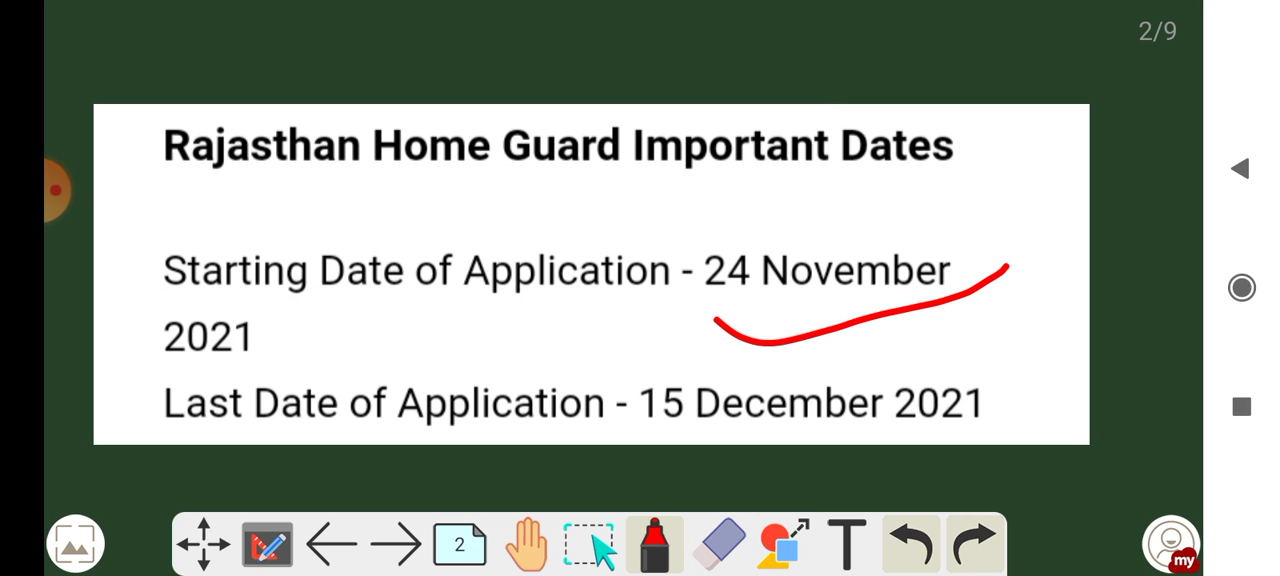 2/9
Rajasthan Home Guard Important Dates
Starting Date of Application - 24 November
2021
Last Date of Application - 15 December 2021
2
T
my